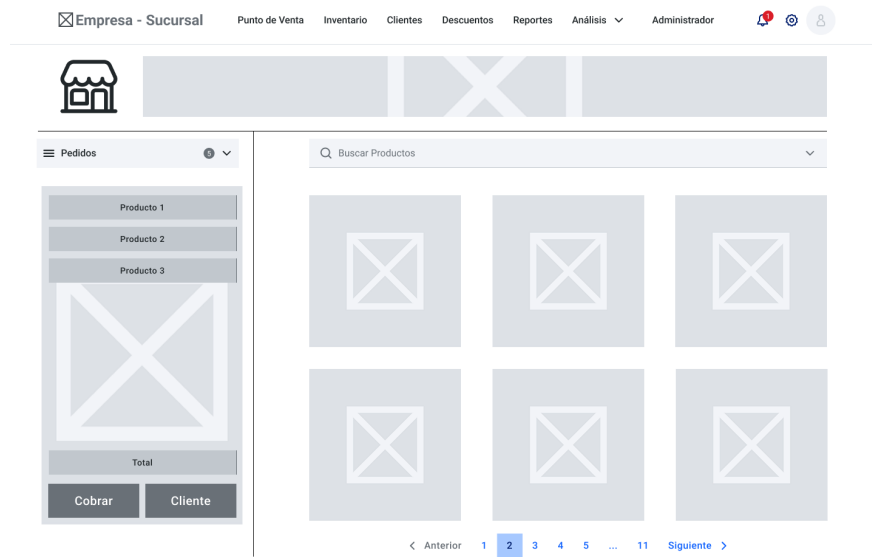 Empresa - Sucursal Punto de Venta Inventario Clientes Descuentos Reportes Análisis Administrador 1
Pedidos 5
Buscar Productos
Producto 1
Producto 2
Producto 3
Total
Cobrar Cliente
Anterior 1 2 3 4 5 ... 11 Siguiente